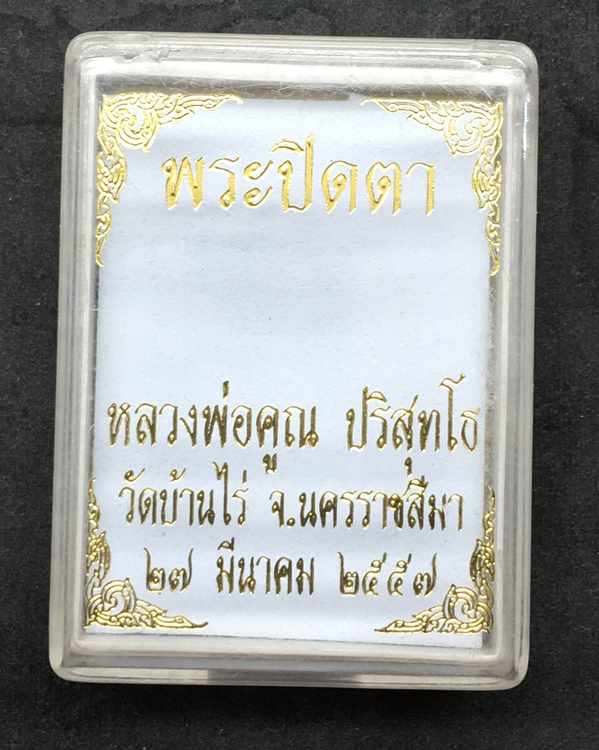 พระปิดตา
หลวงพ่อคูณ ปริสุทโธ
วัดบ้านไร่ จ.นครราชสีมา
๒๗ มีนาคม ๒๕๕๗